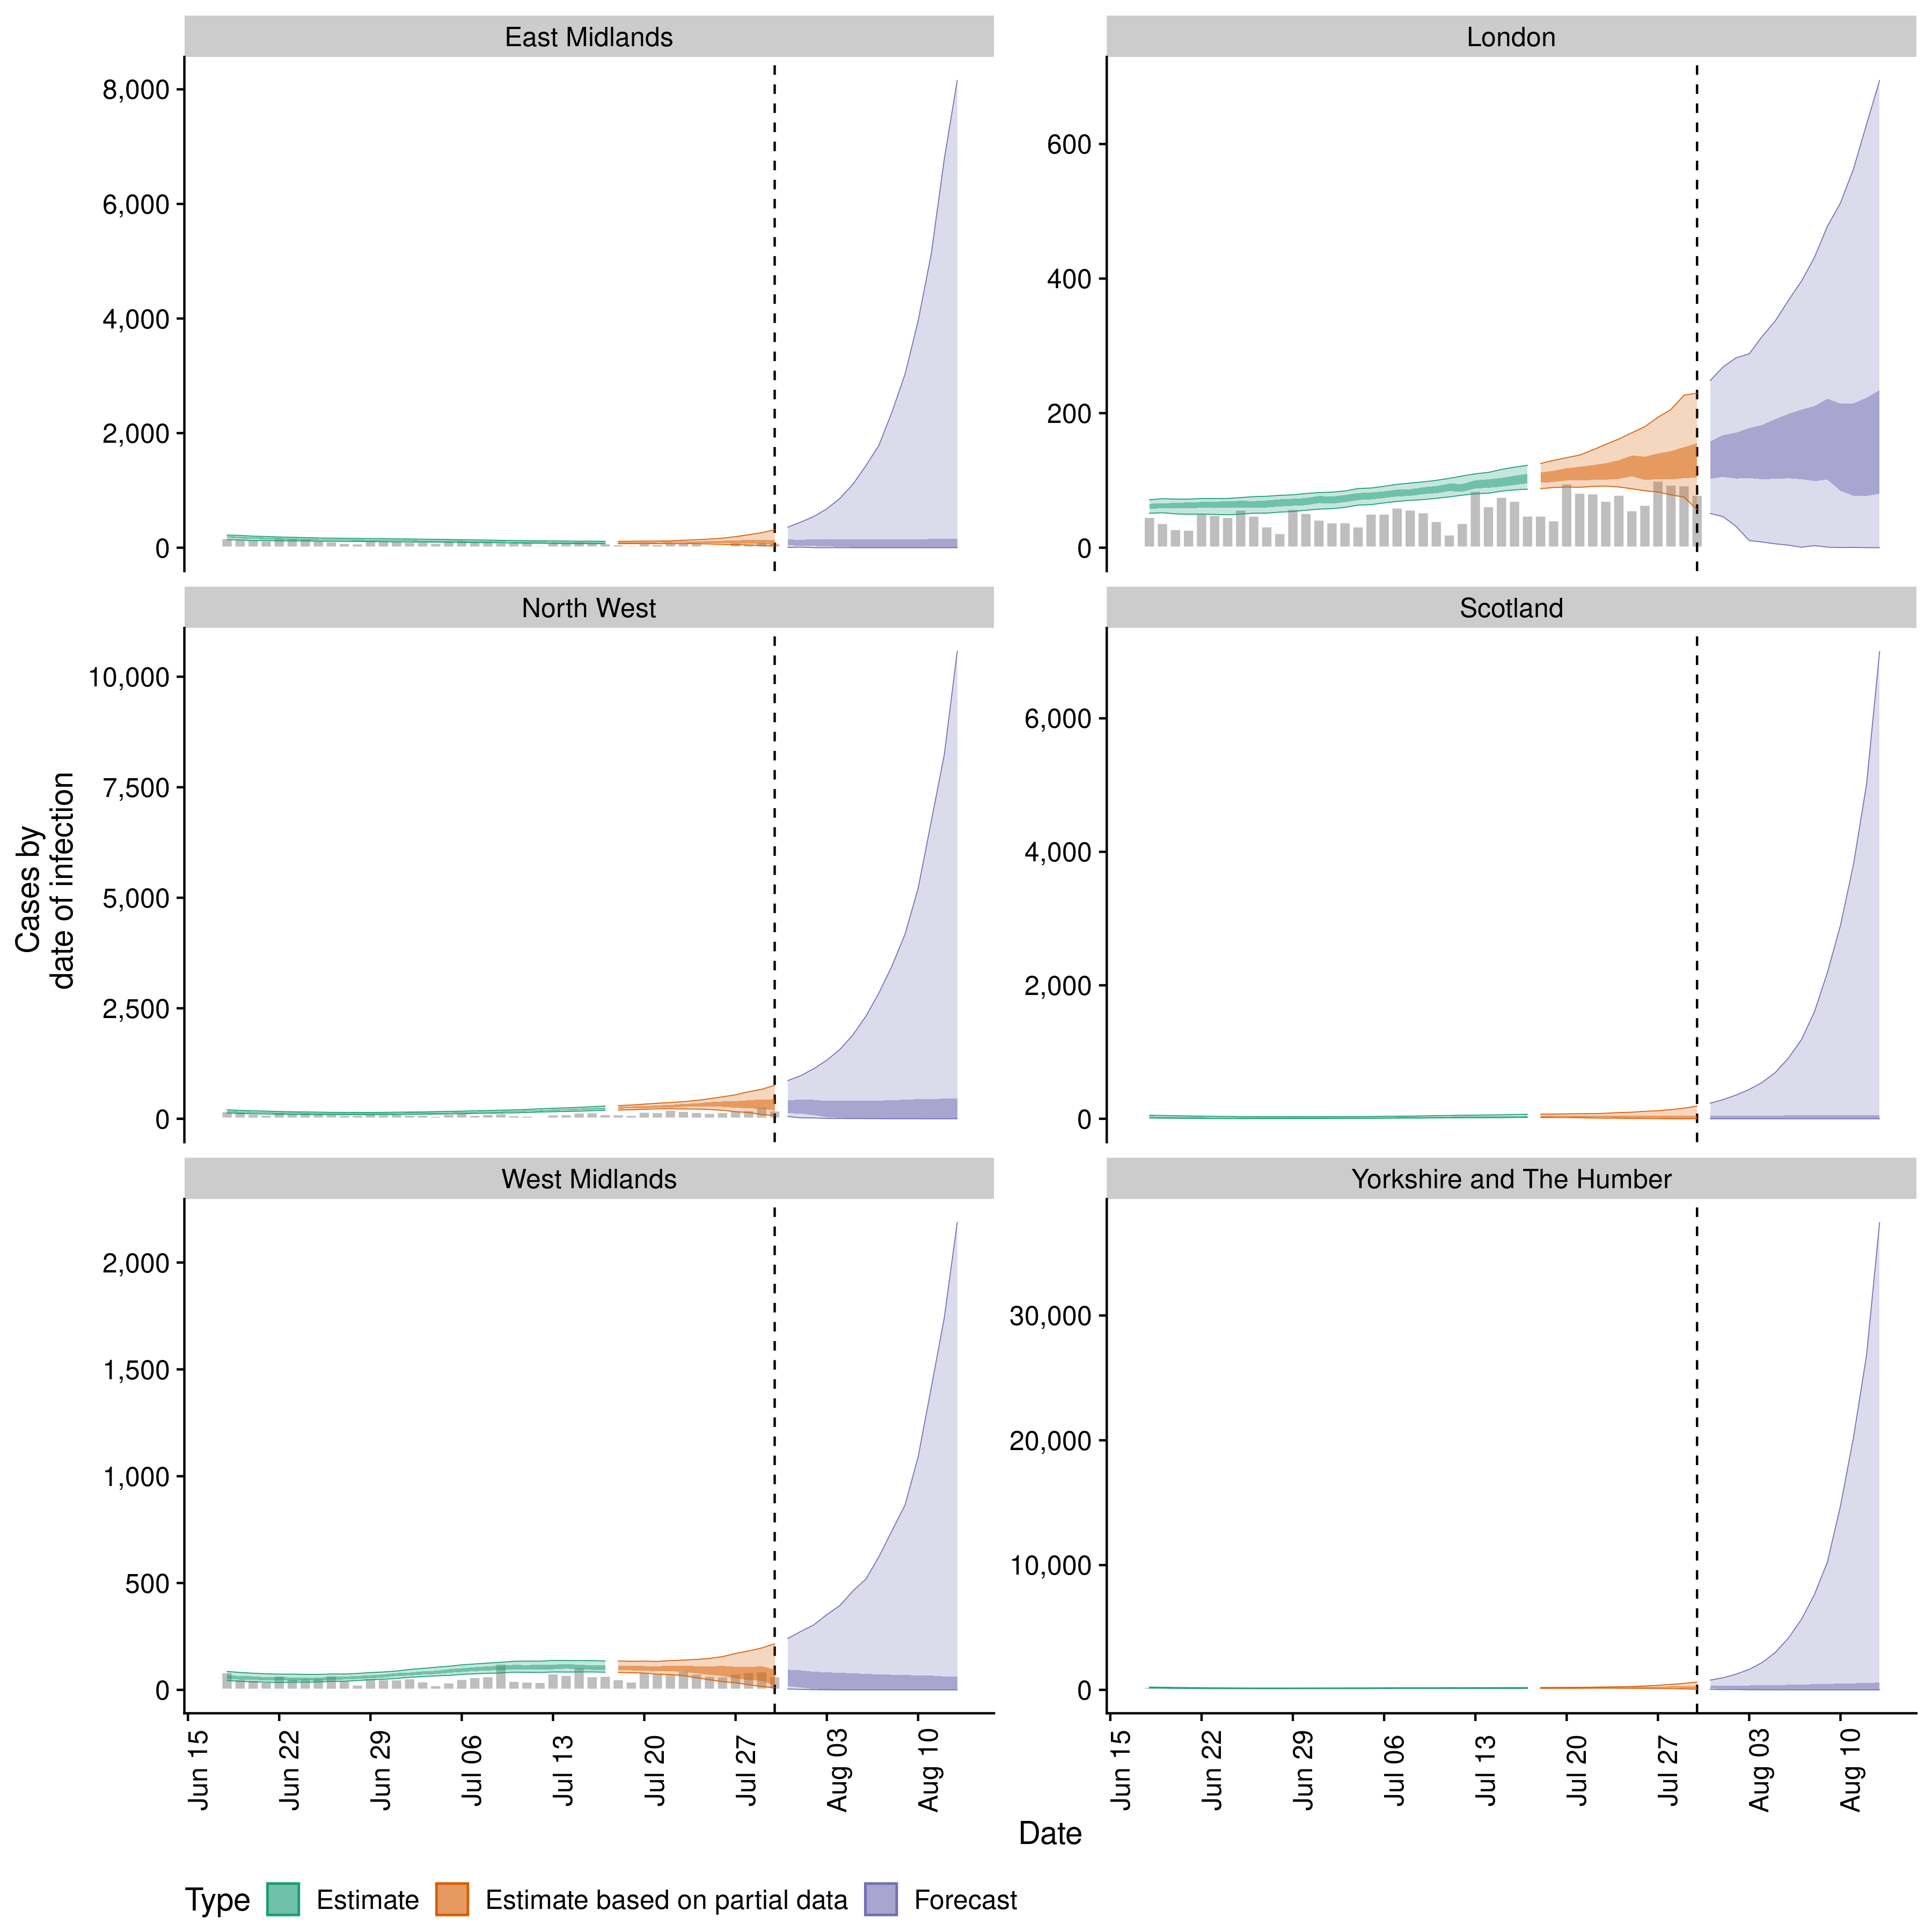 East Midlands
London
8,000
6,000
4,000
2,000
0
600
400
200
0
North West
Scotland
10,000
7,500
5,000
2,500
0
6,000
4,000
2,000
0
Cases by
date of infection
West Midlands
Yorkshire and The Humber
2,000
1,500
1,000
500
0
30,000
20,000
10,000
0
Jun 15
Jun 22
Jun 29
Jul 06
Jul 13
Jul 20
Jul 27
Aug 03
Aug 10
Jun 15
Jun 22
Jun 29
Jul 06
Jul 13
Jul 20
Jul 27
Aug 03
Aug 10
Date
Type Estimate Estimate based on partial data Forecast